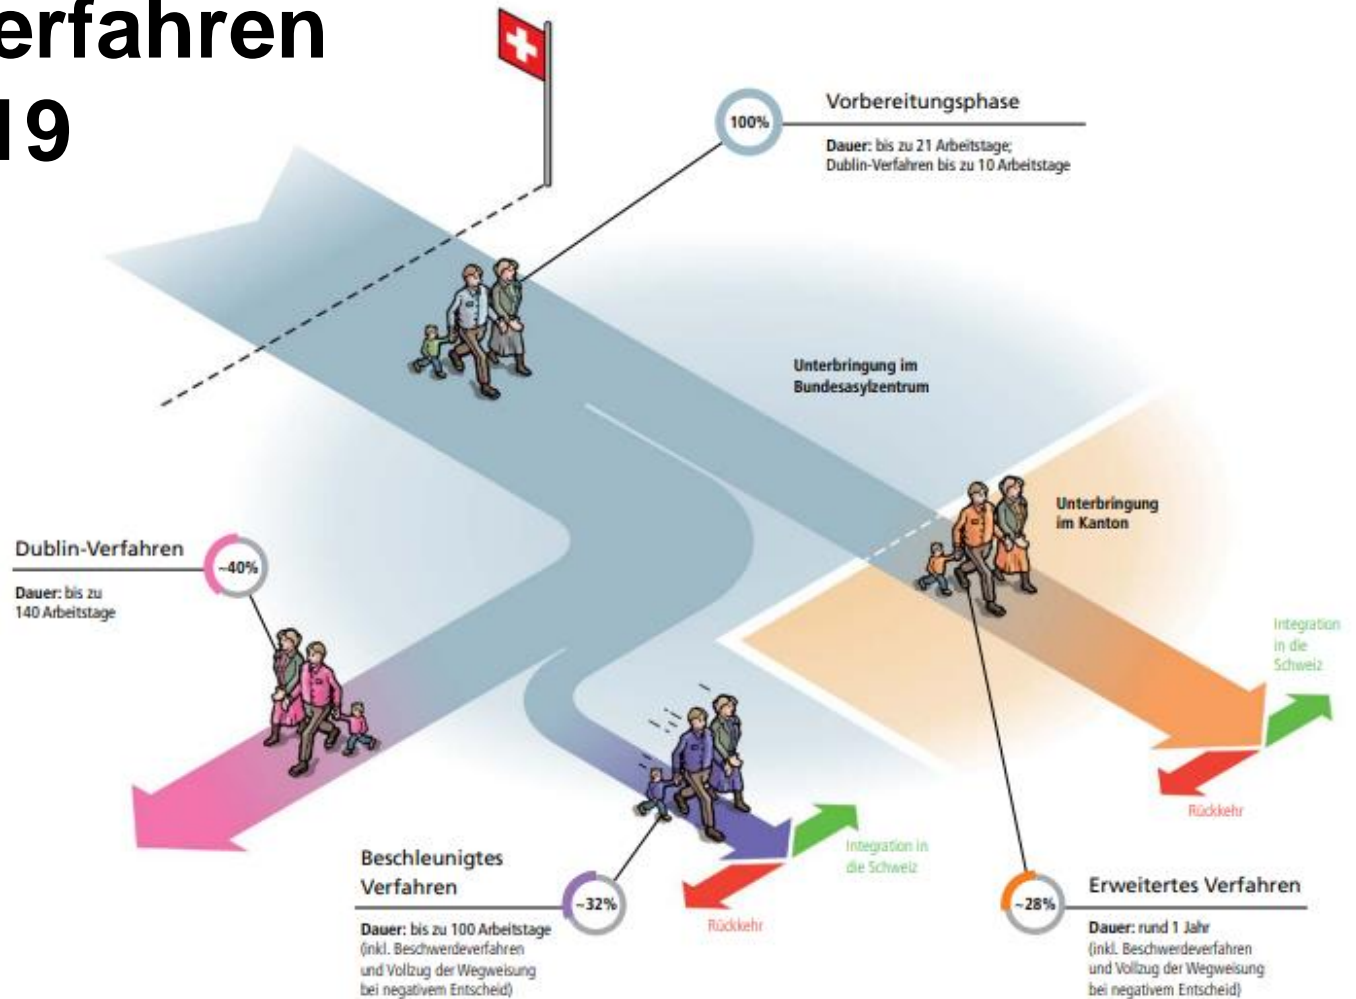 erfahren
19
100%
Vorbereitungsphase
Dauer: bis zu 21 Arbeitstage;
Dublin-Verfahren bis zu 10 Arbeitstage
Unterbringung im
Bundesasylzentrum
Unterbringung
im Kanton
Dublin-Verfahren
~40%
Dauer: bis zu
140 Arbeitstage
Integration
in die
Schweiz
Rückkehr
Beschleunigtes
Verfahren
~32%
Dauer: bis zu 100 Arbeitstage
(inkl. Beschwerdeverfahren
und Vollzug der Wegweisung
bei negativem Entscheid)
Integration in
die Schweiz
Rückkehr
~28%
Erweitertes Verfahren
Dauer: rund 1 Jahr
(inkl. Beschwerdeverfahren
und Vollzug der Wegweisung
bei negativem Entscheid)